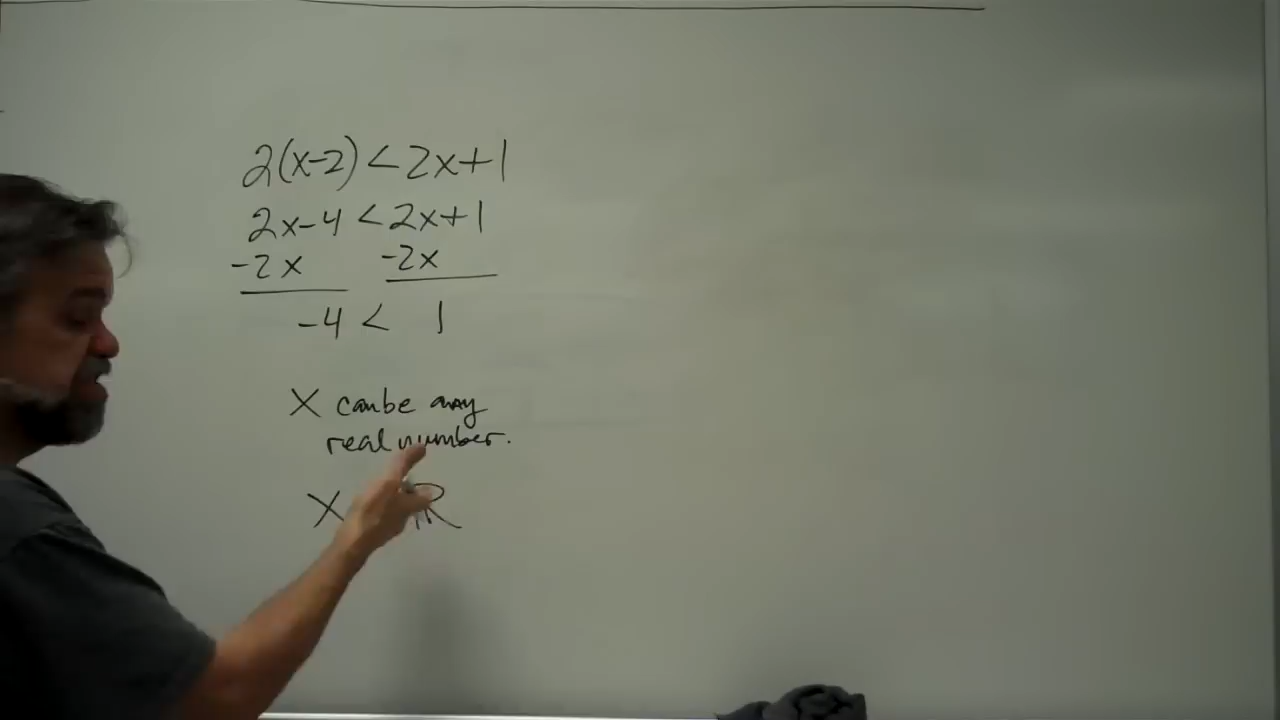 2(x-2) < 2x+1
2x-4 < 2x+1
-2x -2x
-4 < 1
X can be any
real number.
X ℝ